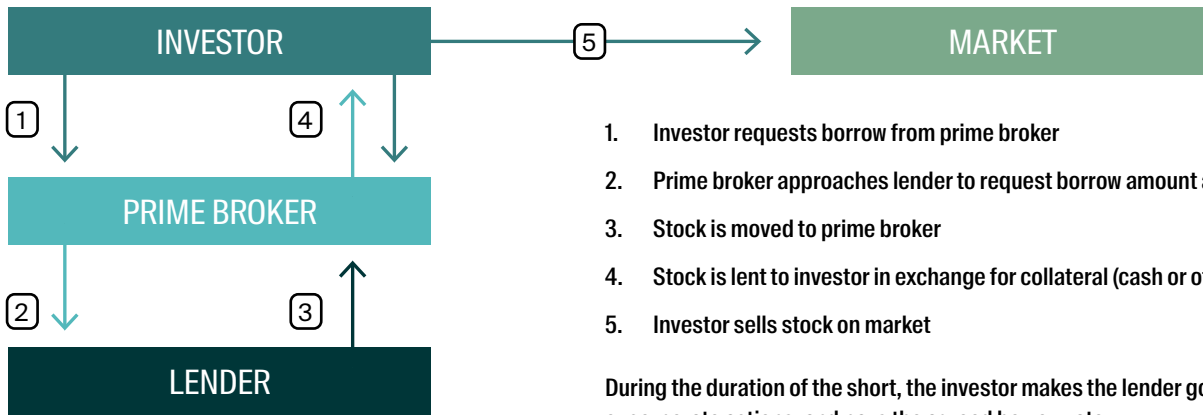 INVESTOR
5
MARKET
1
4
PRIME BROKER
2
3
LENDER
1. Investor requests borrow from prime broker
2. Prime broker approaches lender to request borrow amount
3. Stock is moved to prime broker
4. Stock is lent to investor in exchange for collateral (cash or
5. Investor sells stock on market
During the duration of the short, the investor makes the lender